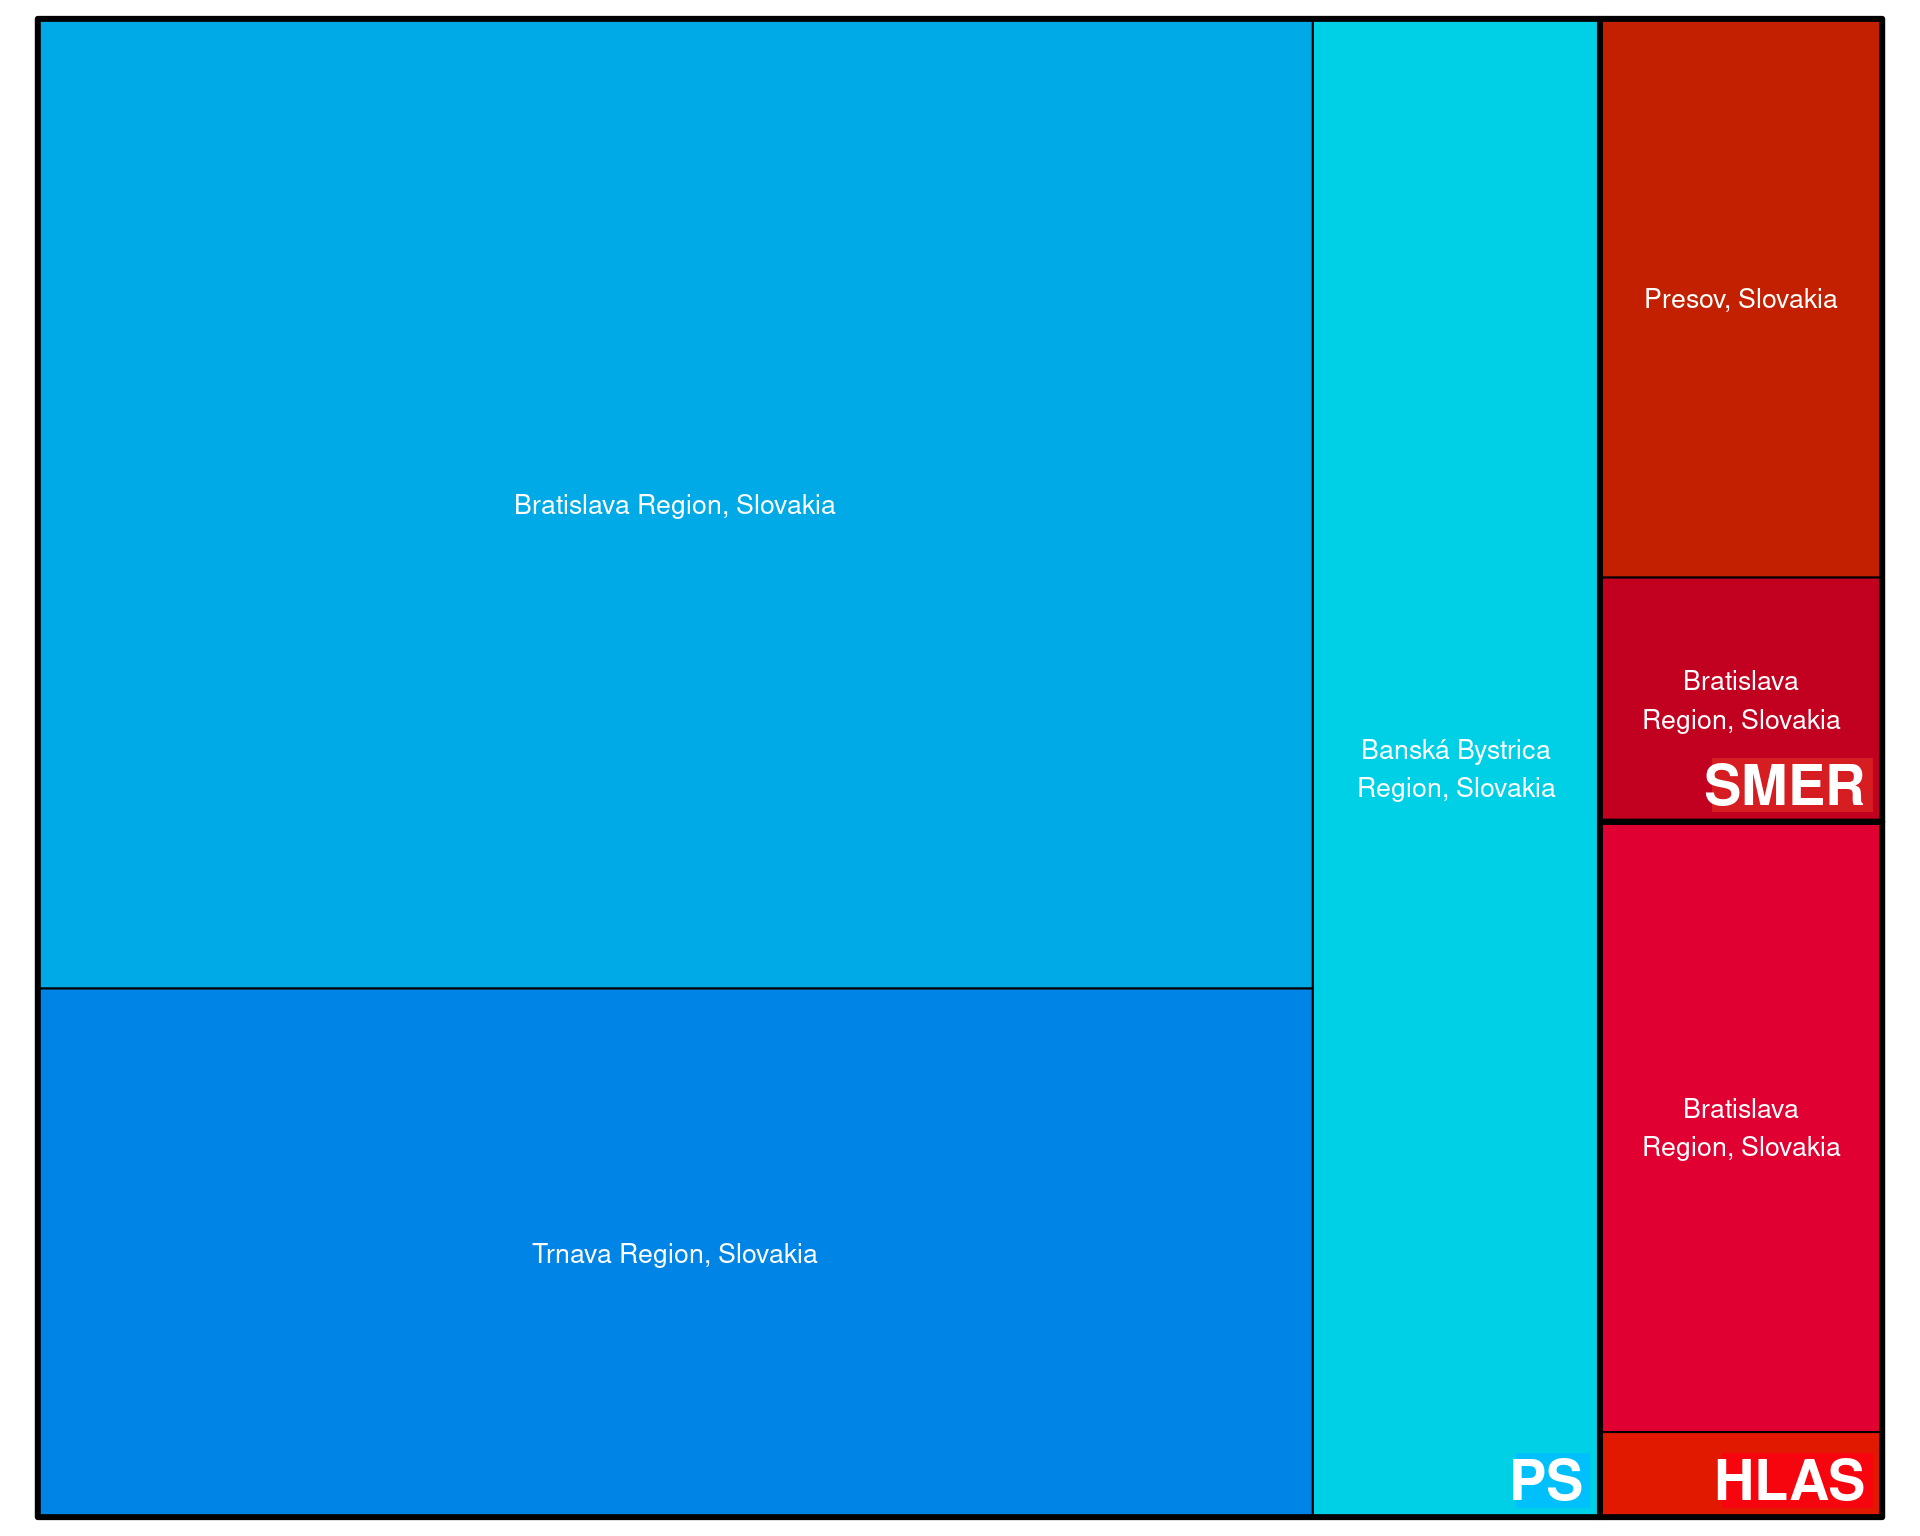 Bratislava Region, Slovakia
Trnava Region, Slovakia
Banská Bystrica
Region, Slovakia
PS
Presov, Slovakia
Bratislava
Region, Slovakia
SMER
Bratislava
Region, Slovakia
HLAS